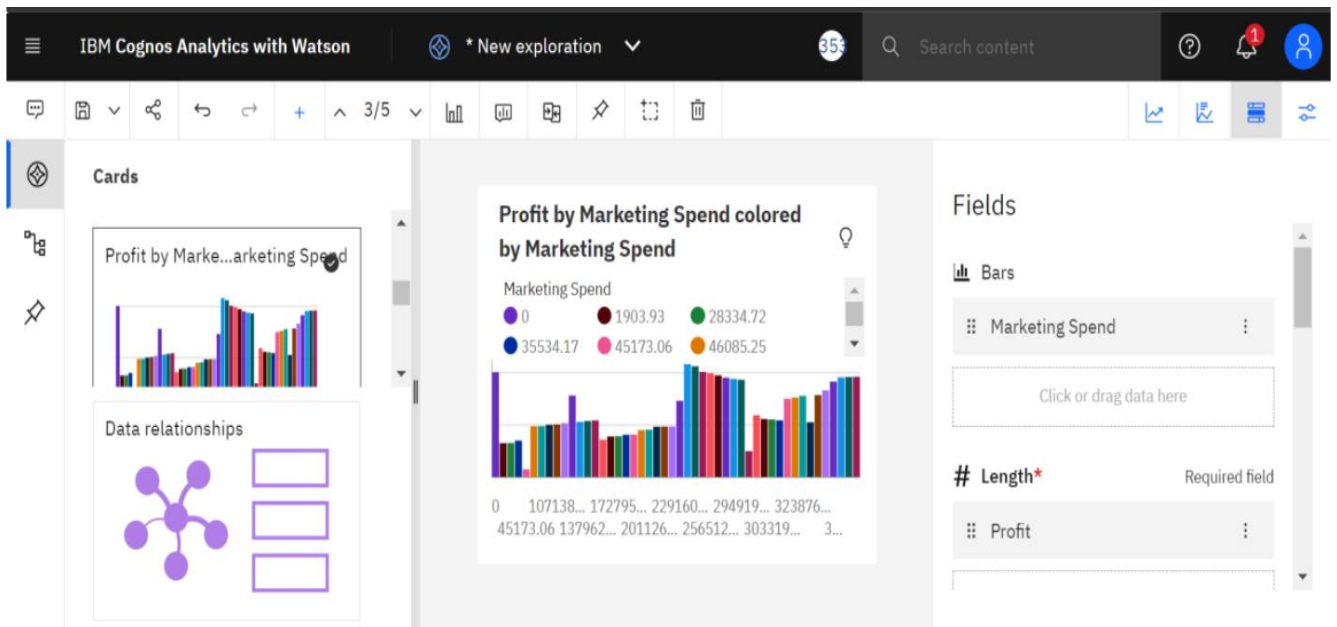 IBM Cognos Analytics with Watson
* New exploration
353
Search content
1
3/5
Cards
Profit by Marke...arketing Spend
Data relationships
Profit by Marketing Spend colored
by Marketing Spend
Marketing Spend
0 1903.93 28334.72
35534.17 45173.06 46085.25
0 107138... 172795... 229160... 294919... 323876...
45173.06 137962... 201126... 256512... 303319... 3...
Fields
Bars
Marketing Spend
Click or drag data here
# Length* Required field
Profit